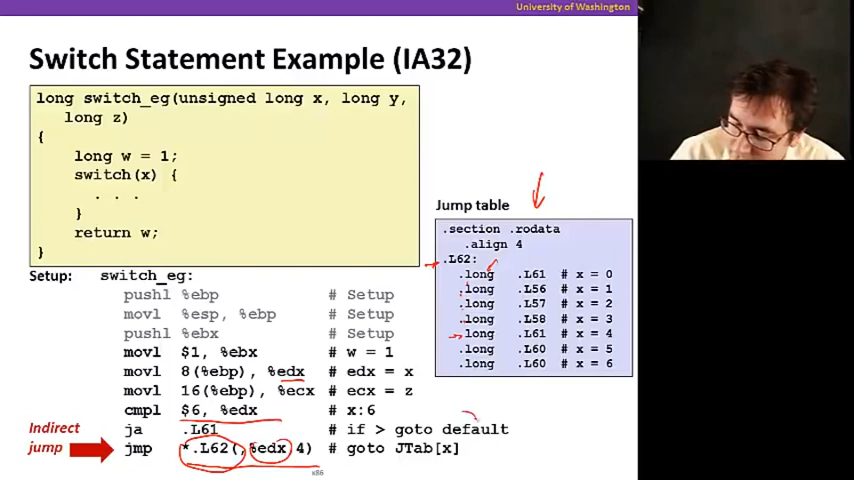 University of Washington
Switch Statement Example (IA32)
long switch_eg(unsigned long x, long y,
long z)
{
long w = 1;
switch(x) {
. . .
}
return w;
}
Jump table
.section .rodata
.align 4
.L62:
.long .L61 # x = 0
.long .L56 # x = 1
.long .L57 # x = 2
.long .L58 # x = 3
.long .L61 # x = 4
.long .L60 # x = 5
.long .L60 # x = 6
Setup: switch_eg:
pushl %ebp # Setup
movl %esp, %ebp # Setup
pushl %ebx # Setup
movl $1, %ebx # w = 1
movl 8(%ebp), %edx # edx = x
movl 16(%ebp), %ecx # ecx = z
cmpl $6, %edx # x:6
ja .L61 # if > goto default
Indirect
jump
jmp *.L62(,%edx,4) # goto JTab[x]
x86